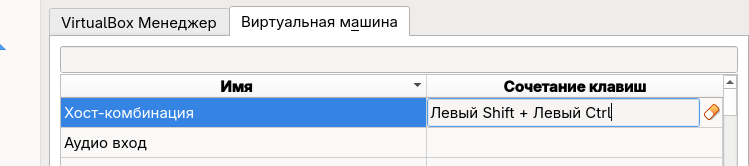 VirtualBox Менеджер
Виртуальная машина
Имя
Сочетание клавиш
Хост-комбинация
Левый Shift + Левый Ctrl
Аудио вход